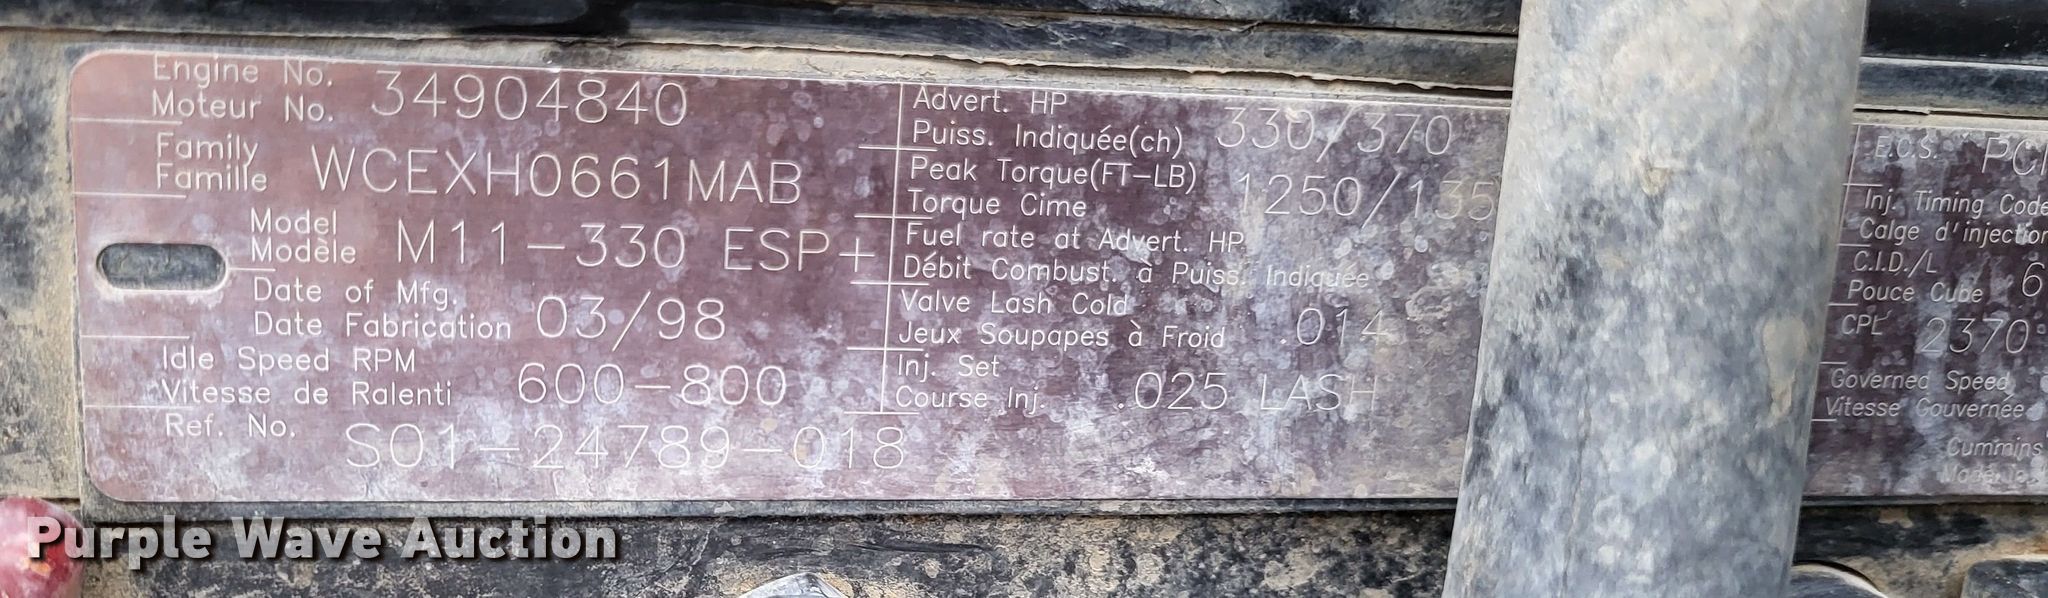 Engine No.
Moteur No. 34904840
Family
Famille WCEXH0661MAB
Model
Modèle M11-330 ESP+
Date of Mfg.
Date Fabrication 03/98
Idle Speed RPM
Vitesse de Ralenti 600-800
Ref. No. S01-24789-018
Advert. HP
Puiss. Indiquée(ch) 330/370
Peak Torque(FT-LB)
Torque Cime 1250/135
Fuel rate at Advert. HP
Débit Combust. à Puiss. Indiquée
Valve Lash Cold
Jeux Soupapes à Froid .014
Inj. Set
Course Inj. .025 LASH
E.C.S.
Inj. Timing Code
Calge d'injection
C.I.D./L
Pouce Cube 6
CPL 2370
Governed Speed
Vitesse Gouvernée
Cummins
Purple Wave Auction